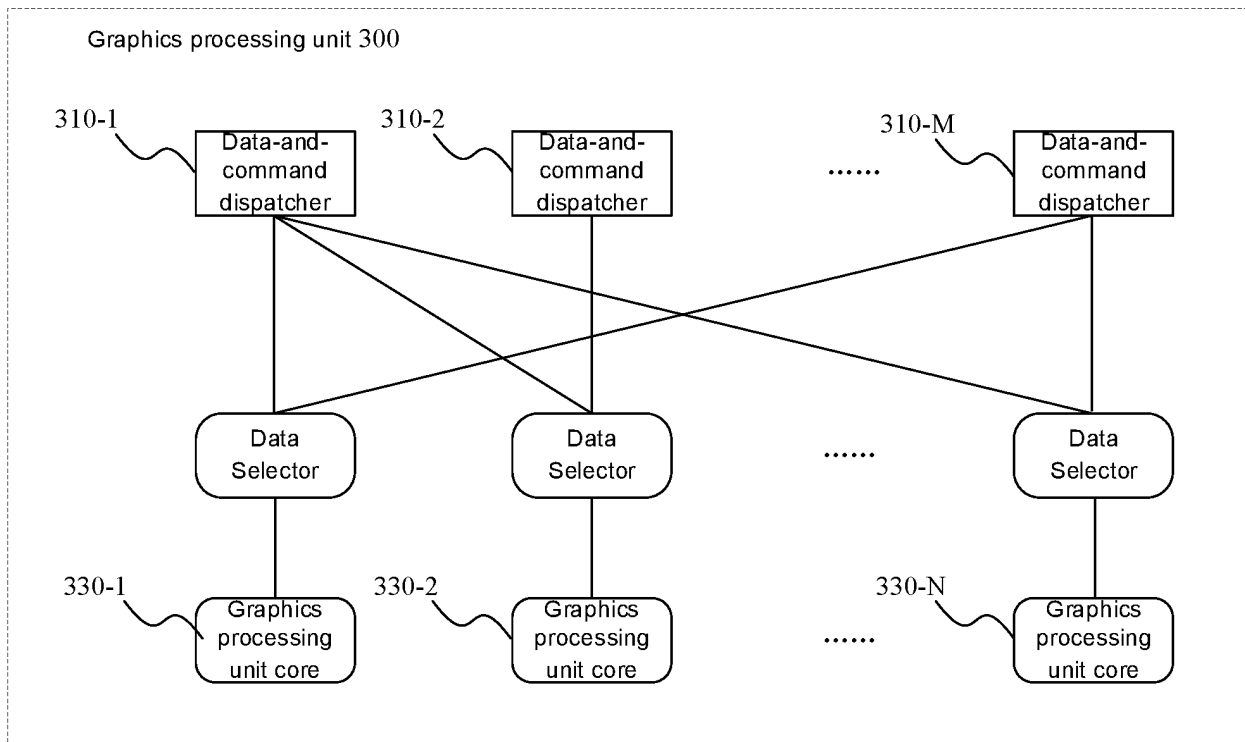 Graphics processing unit 300
310-1
310-2
310-M
Data-and-
command
dispatcher
Data-and-
command
dispatcher
......
Data-and-
command
dispatcher
Data
Selector
Data
Selector
......
Data
Selector
330-1
330-2
330-N
Graphics
processing
unit core
Graphics
processing
unit core
......
Graphics
processing
unit core